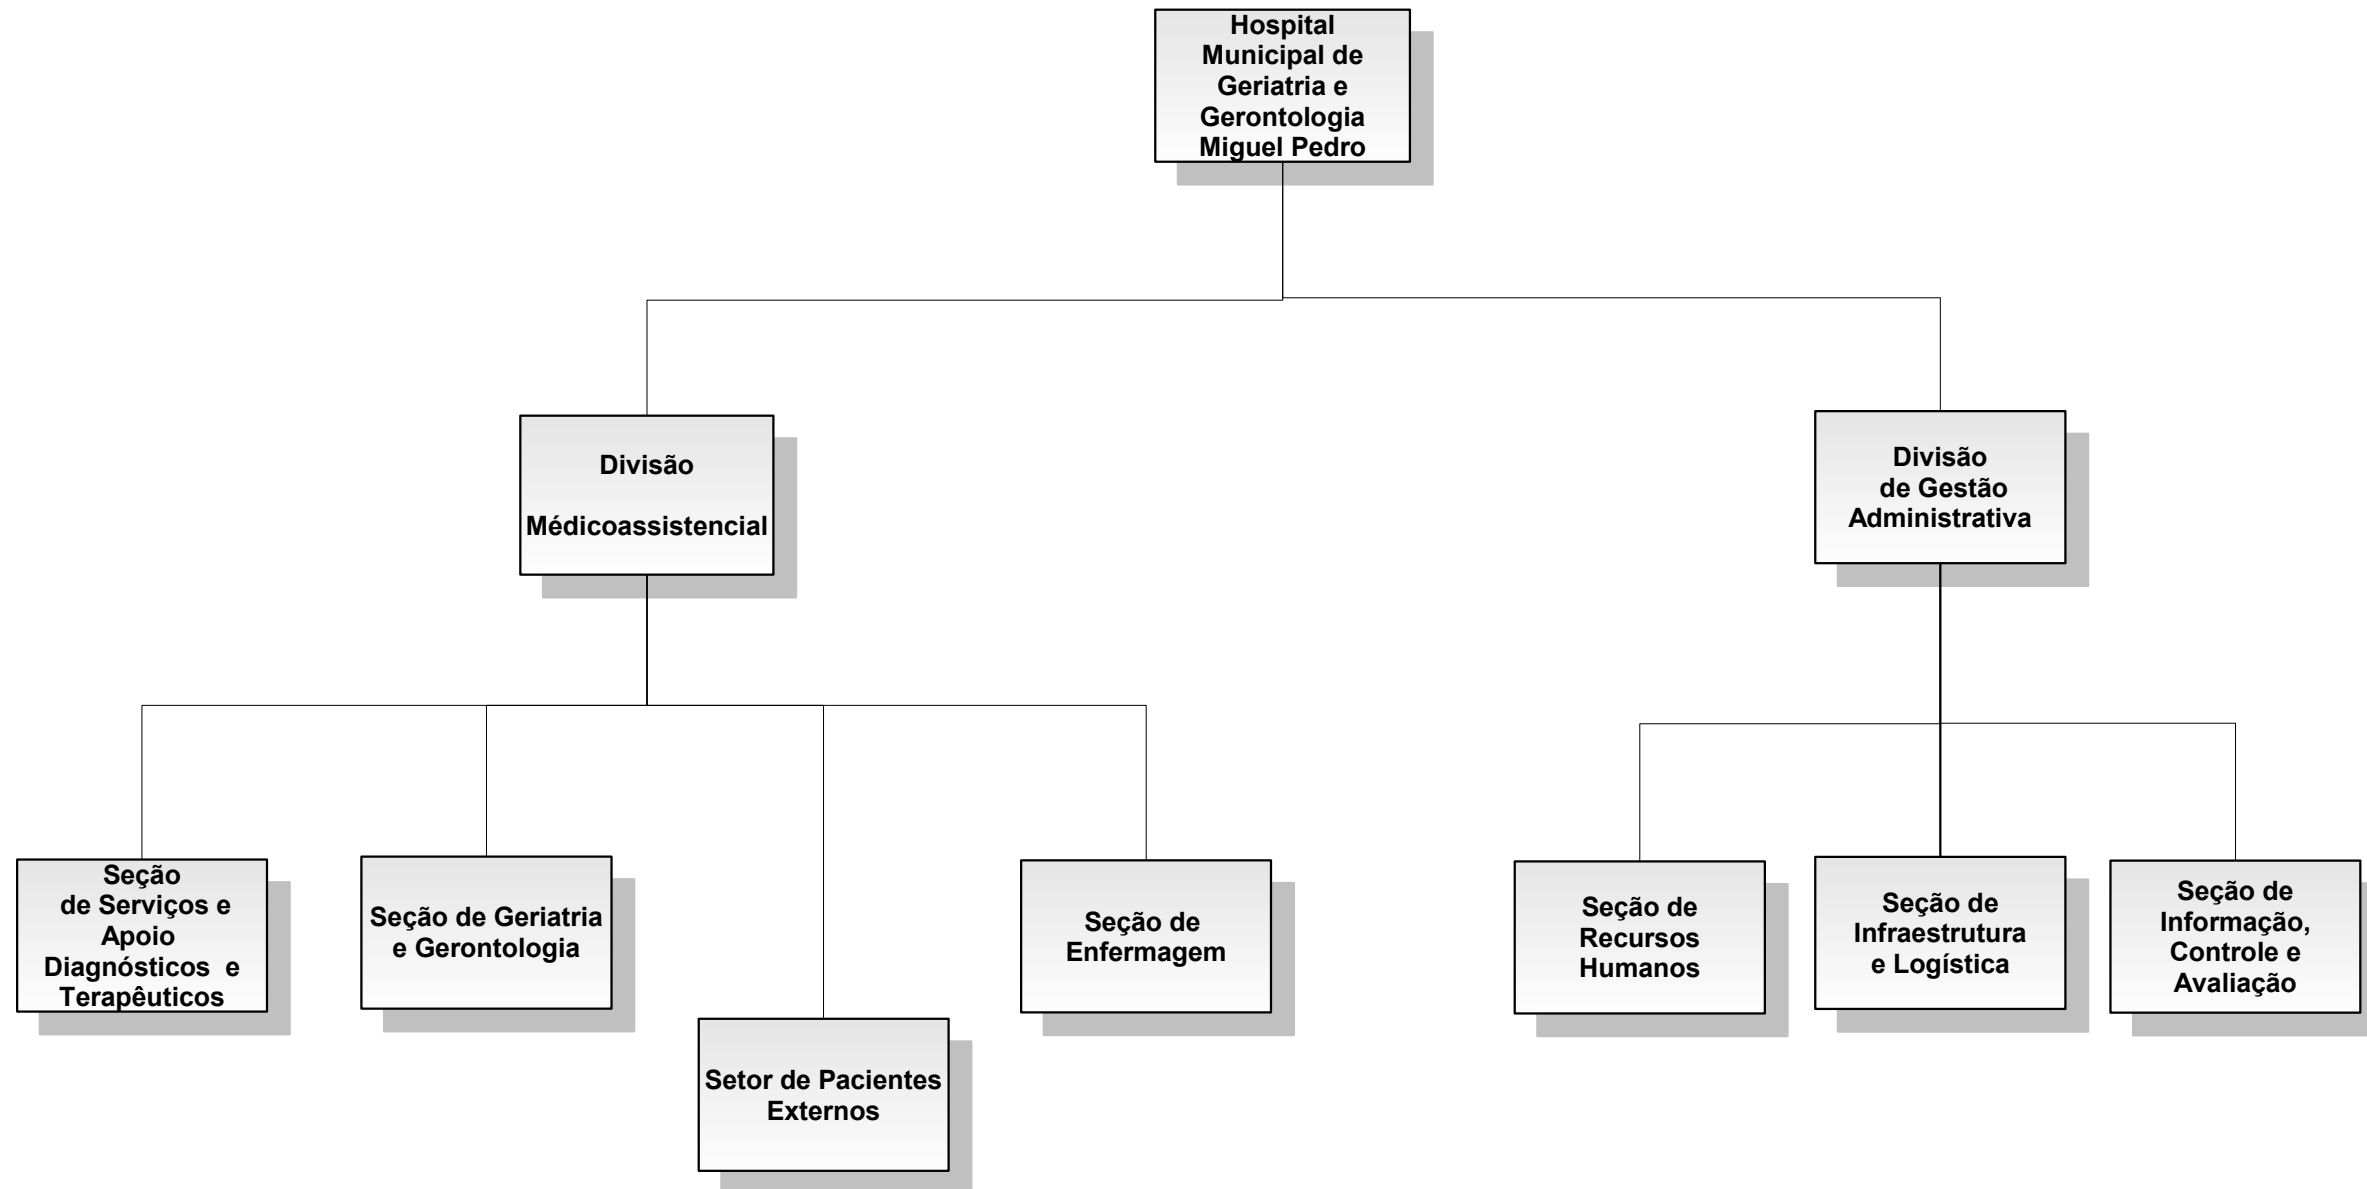 Hospital
Municipal de
Geriatria e
Gerontologia
Miguel Pedro
Divisão
Médicoassistencial
Divisão
de Gestão
Administrativa
Seção
de Serviços e
Apoio
Diagnósticos e
Terapêuticos
Seção de Geriatria
e Gerontologia
Setor de Pacientes
Externos
Seção de
Enfermagem
Seção de
Recursos
Humanos
Seção de
Infraestrutura
e Logística
Seção de
Informação,
Controle e
Avaliação